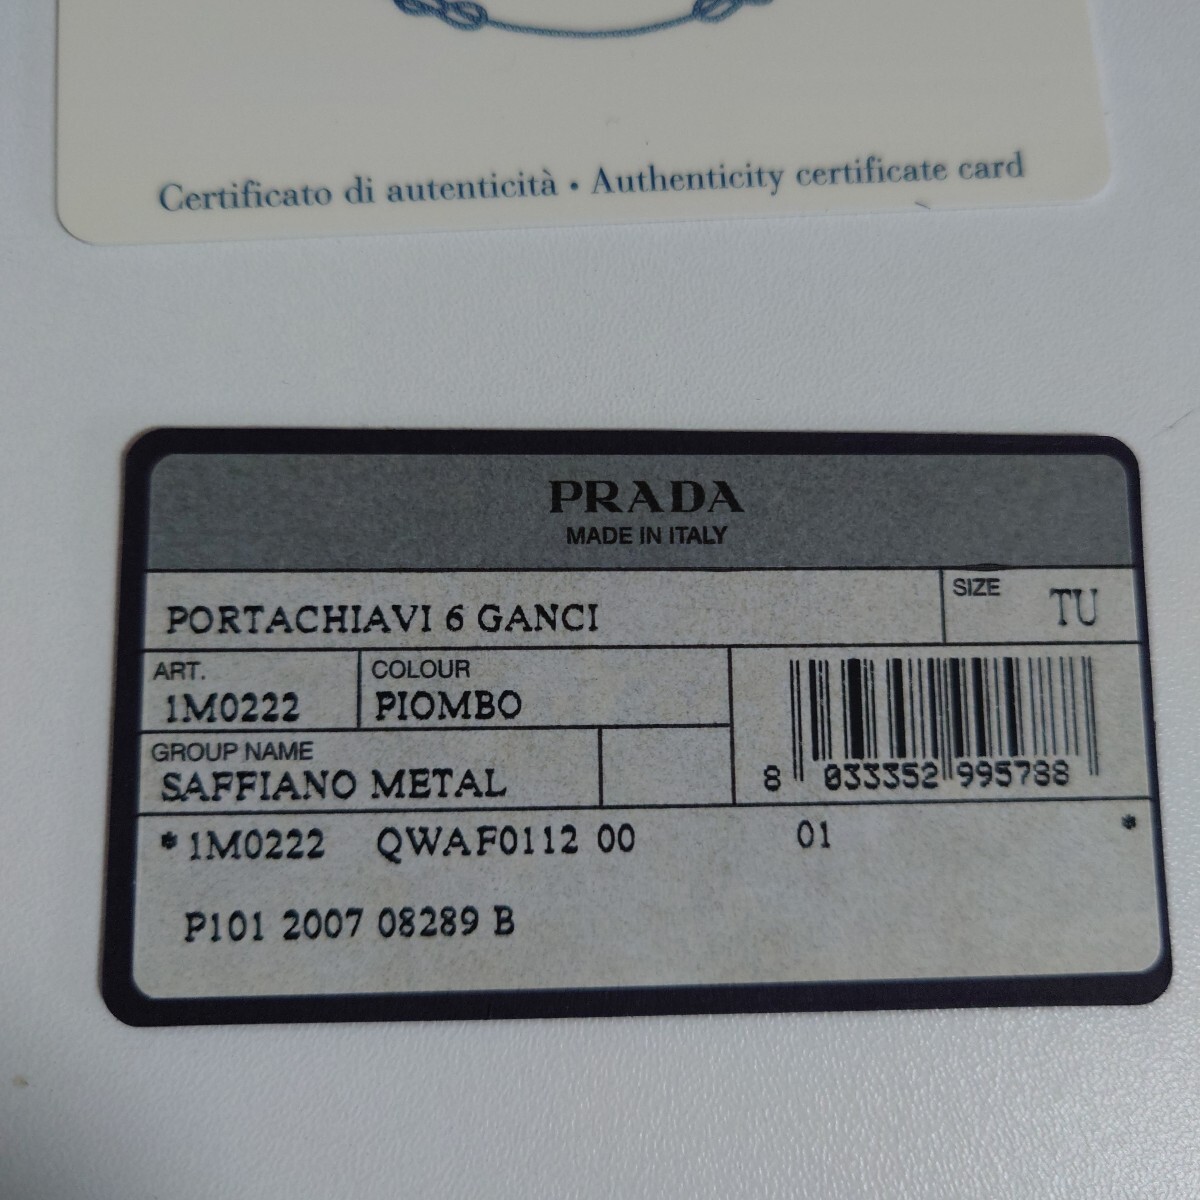 Certificato di autenticità • Authenticity certificate card
PRADA
MADE IN ITALY
PORTACHIAVI 6 GANCI
SIZE
TU
ART.
1M0222
COLOUR
PIOMBO
GROUP NAME
SAFFIANO METAL
8 033352 995788
*1M0222 QWAF0112 00 01 *
P101 2007 08289 B